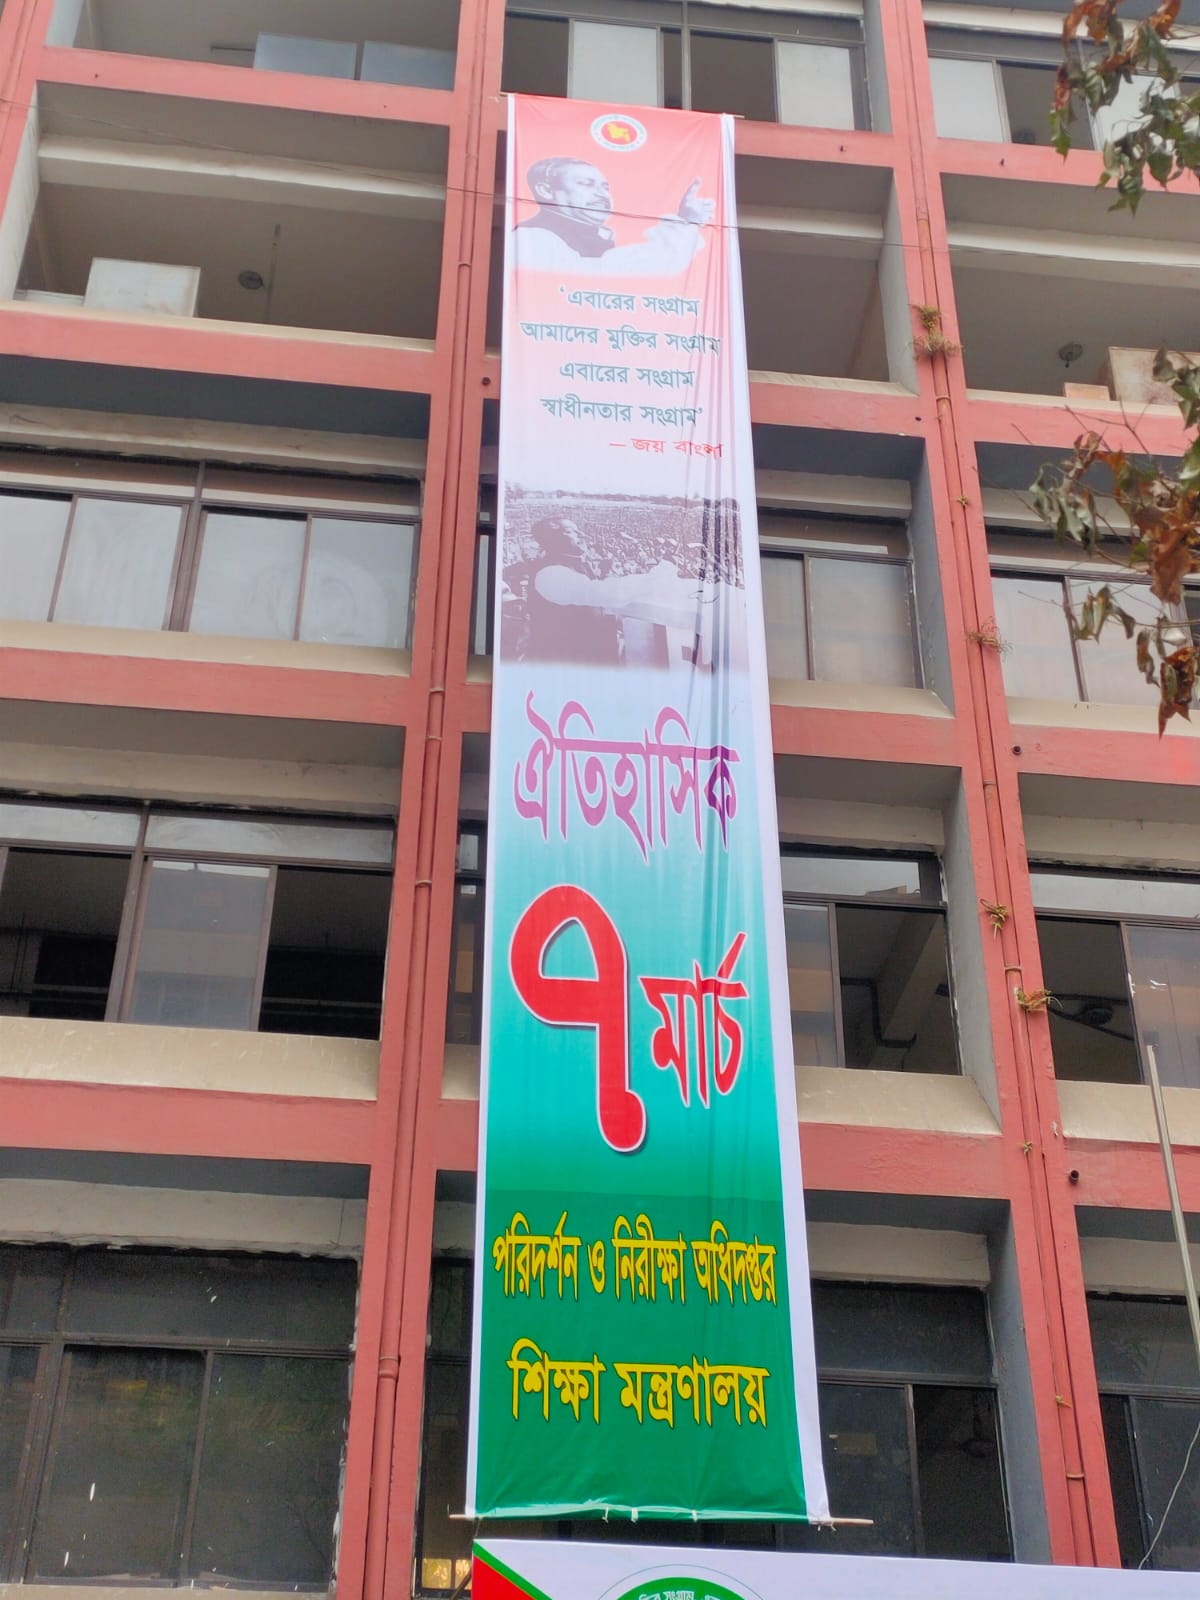 ‘এবারের সংগ্রাম
আমাদের মুক্তির সংগ্রাম
এবারের সংগ্রাম
স্বাধীনতার সংগ্রাম’
– জয় বাংলা
ঐতিহাসিক
৭ মার্চ
পরিদর্শন ও নিরীক্ষা অধিদপ্তর
শিক্ষা মন্ত্রণালয়